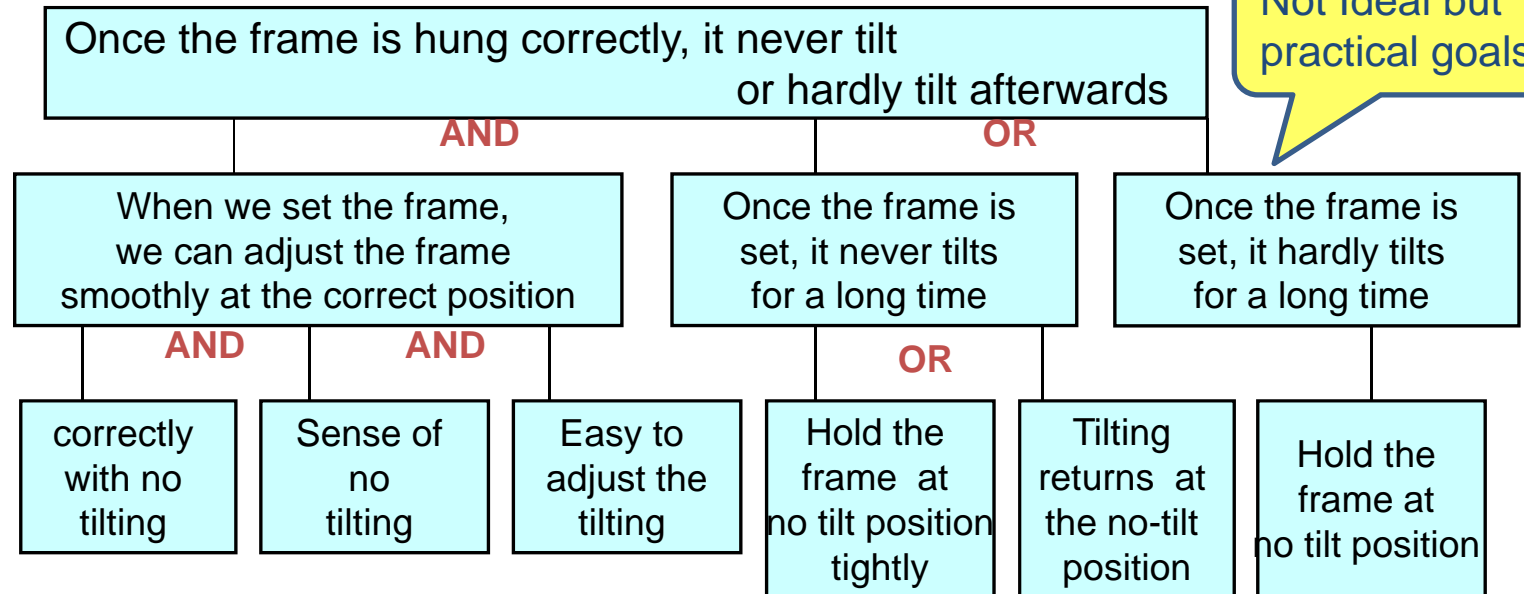 Not Ideal but
practical goals
Once the frame is hung correctly, it never tilt
or hardly tilt afterwards
AND
OR
When we set the frame,
we can adjust the frame
smoothly at the correct position
Once the frame is
set, it never tilts
for a long time
Once the frame is
set, it hardly tilts
for a long time
AND
AND
OR
correctly
with no
tilting
Sense of
no
tilting
Easy to
adjust the
tilting
Hold the
frame at
no tilt position
tightly
Tilting
returns at
the no-tilt
position
Hold the
frame at
no tilt position